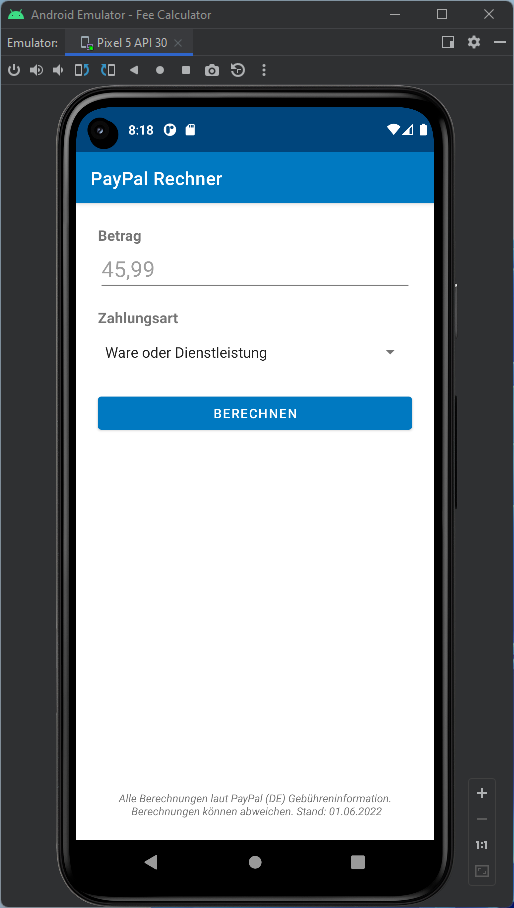 Android Emulator - Fee Calculator
Emulator:
Pixel 5 API 30
8:18
PayPal Rechner
Betrag
45,99
Zahlungsart
Ware oder Dienstleistung
BERECHNEN
Alle Berechnungen laut PayPal (DE) Gebühreninformation.
Berechnungen können abweichen. Stand: 01.06.2022
1:1